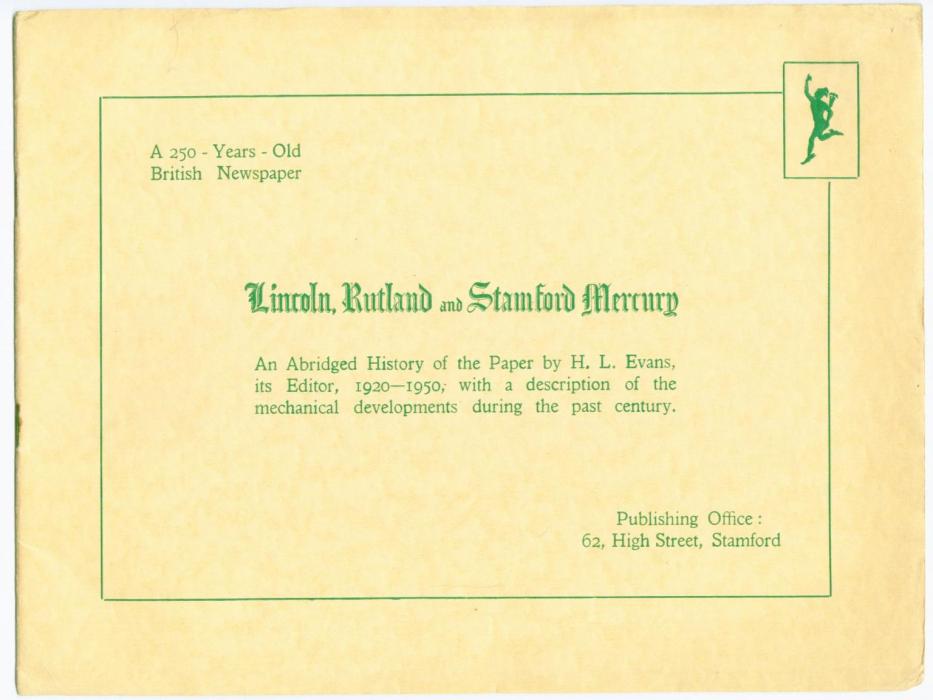 A 250 - Years - Old
British Newspaper
Lincoln, Rutland and Stamford Mercury
An Abridged History of the Paper by H. L. Evans,
its Editor, 1920—1950, with a description of the
mechanical developments during the past century.
Publishing Office :
62, High Street, Stamford